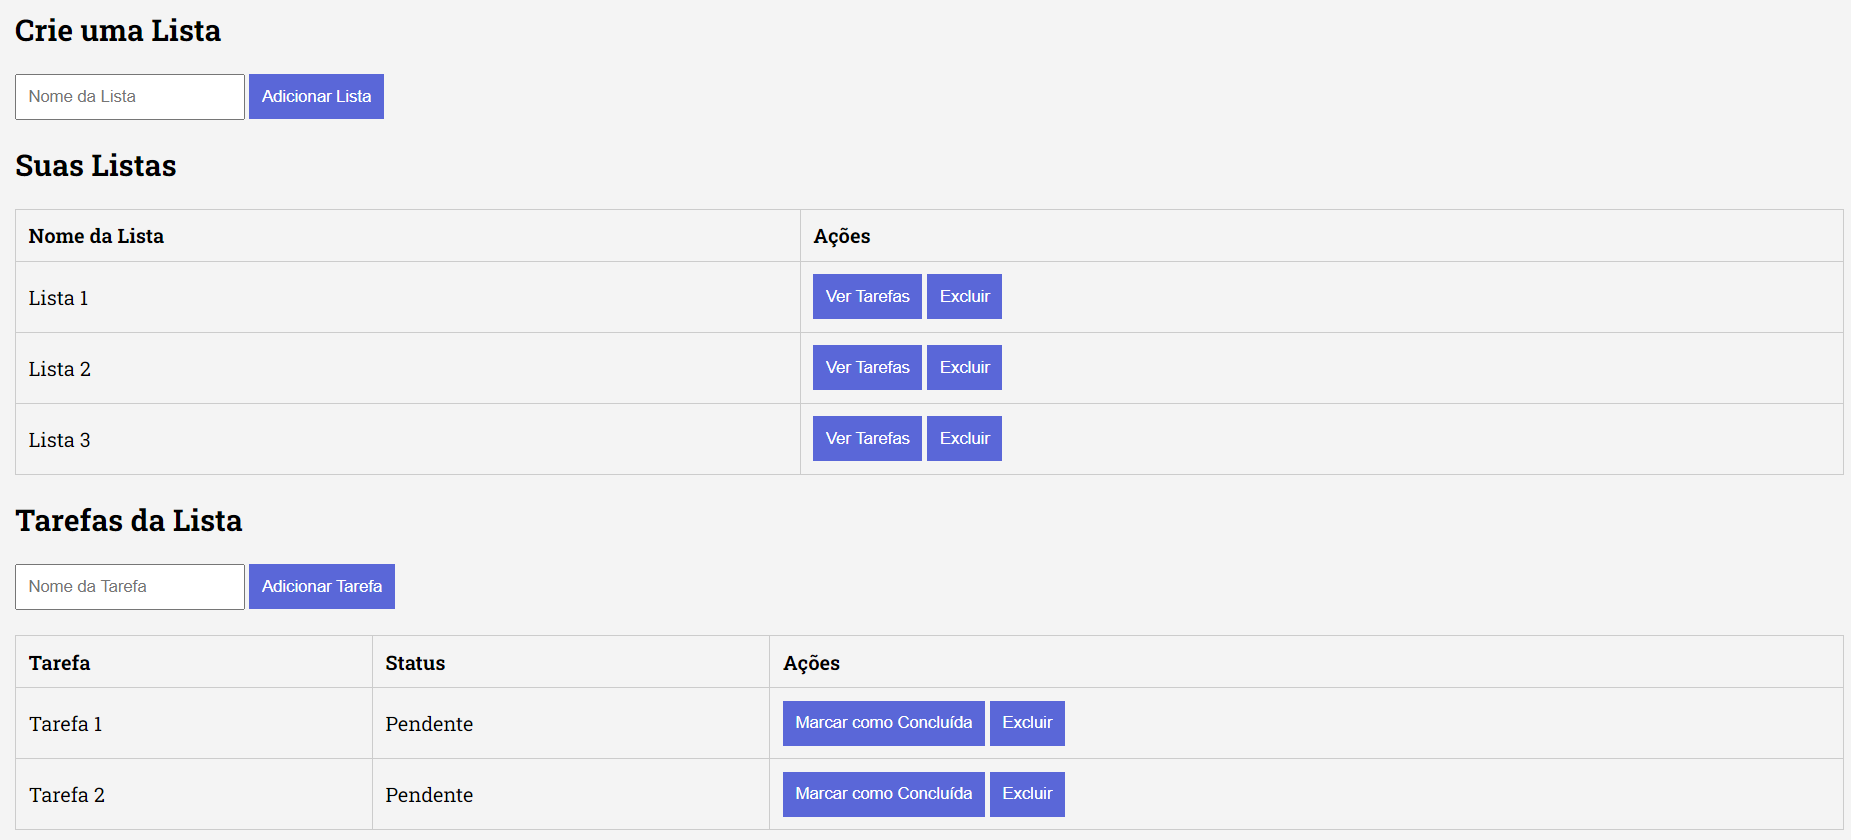 Crie uma Lista
Nome da Lista Adicionar Lista
Suas Listas
Nome da Lista Ações
Lista 1 Ver Tarefas Excluir
Lista 2 Ver Tarefas Excluir
Lista 3 Ver Tarefas Excluir
Tarefas da Lista
Nome da Tarefa Adicionar Tarefa
Tarefa Status Ações
Tarefa 1 Pendente Marcar como Concluída Excluir
Tarefa 2 Pendente Marcar como Concluída Excluir